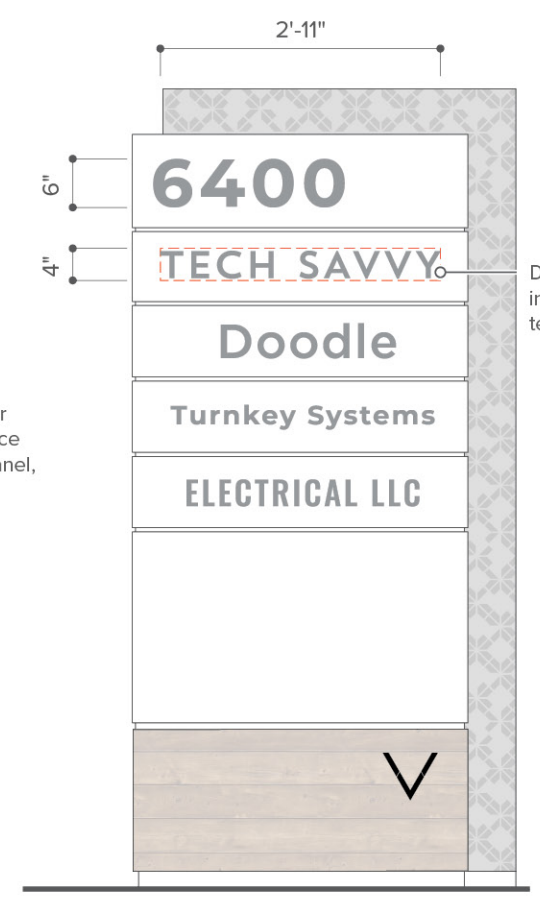 2'-11"
6"
6400
4"
TECH SAVVY
Doodle
Turnkey Systems
ELECTRICAL LLC
V